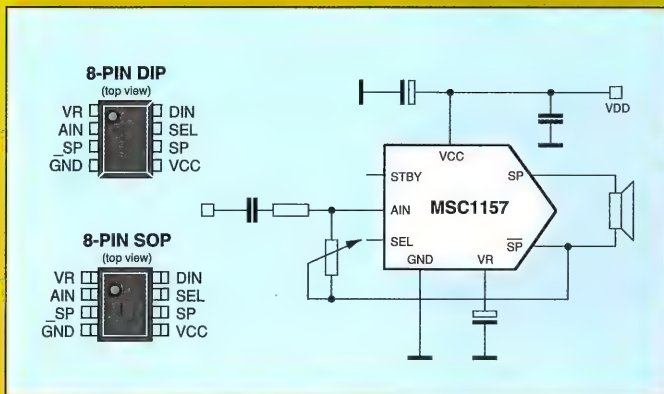 8-PIN DIP
(top view)
VR DIN
AIN SEL
_SP SP
GND VCC
8-PIN SOP
(top view)
VR DIN
AIN SEL
_SP SP
GND VCC
VDD
VCC
STBY SP
AIN MSC1157
SEL SP
GND VR